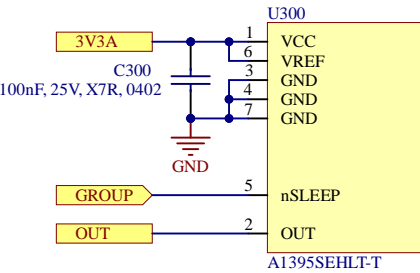 U300
3V3A
1 VCC
6 VREF
C300
3 GND
100nF, 25V, X7R, 0402
4 GND
7 GND
GND
GROUP
5 nSLEEP
OUT
2 OUT
A1395SEHLT-T